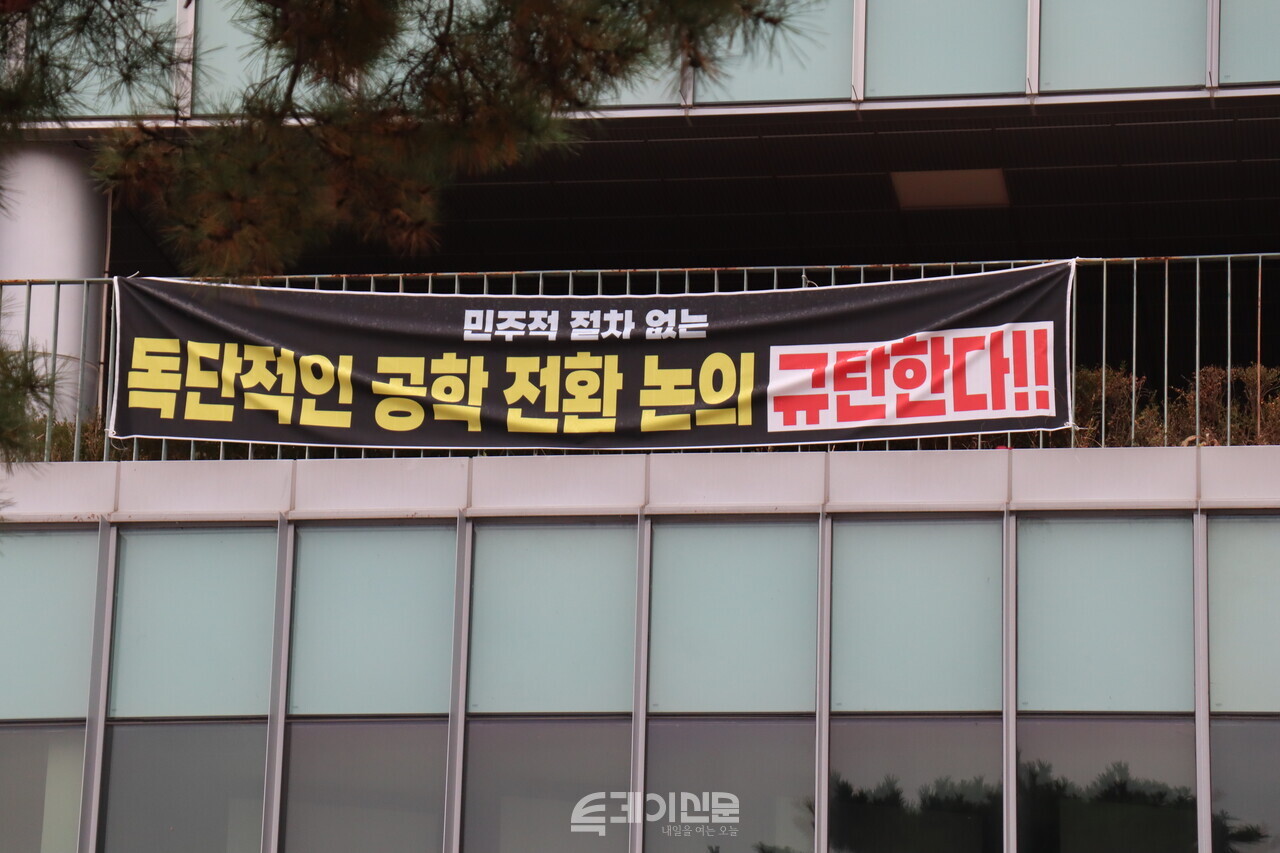 민주적 절차 없는
독단적인 공학 전환 논의 규탄한다!!
투데이신문
내일을 여는 오늘